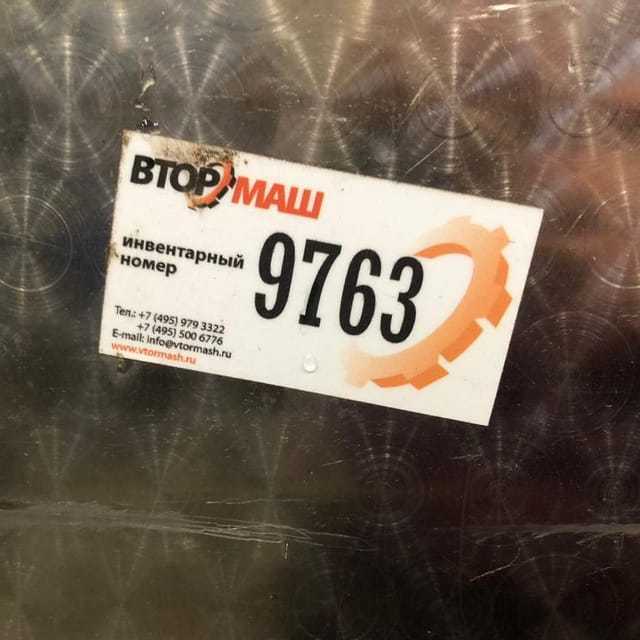 ВТОРМАШ
инвентарный
номер
9763
Тел.: +7 (495) 979 3322
+7 (495) 500 6776
E-mail: info@vtormash.ru
www.vtormash.ru